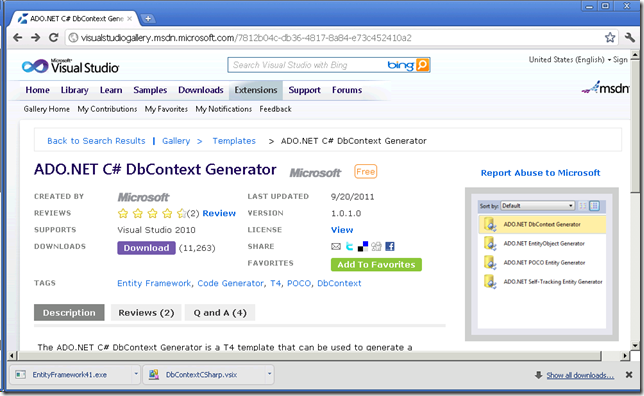 ADO.NET C# DbContext Gener
visualstudiogallery.msdn.microsoft.com/7812b04c-db36-4817-8a84-e73c452410a2
United States (English) - Sign
Microsoft
Visual Studio
Search Visual Studio with Bing
bing
Home Library Learn Samples Downloads Extensions Support Forums
msdn
Gallery Home My Contributions My Favorites My Notifications Feedback
Back to Search Results | Gallery > Templates > ADO.NET C# DbContext Generator
ADO.NET C# DbContext Generator Microsoft Free
Report Abuse to Microsoft
CREATED BY Microsoft LAST UPDATED 9/20/2011
REVIEWS (2) Review VERSION 1.0.1.0
SUPPORTS Visual Studio 2010 LICENSE View
DOWNLOADS Download (11,263) SHARE
FAVORITES Add To Favorites
TAGS Entity Framework, Code Generator, T4, POCO, DbContext
Sort by: Default
ADO.NET DbContext Generator
ADO.NET EntityObject Generator
ADO.NET POCO Entity Generator
ADO.NET Self-Tracking Entity Generator
Description Reviews (2) Q and A (4)
The ADO.NET C# DbContext Generator is a T4 template that can be used to generate a
EntityFramework41.exe DbContextCSharp.vsix Show all downloads...